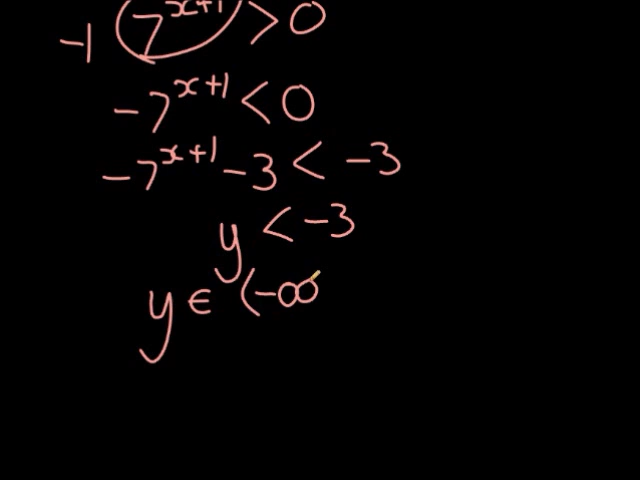 -1 7^{x+1} > 0
-7^{x+1} < 0
-7^{x+1} -3 < -3
y < -3
y ∈ (-∞